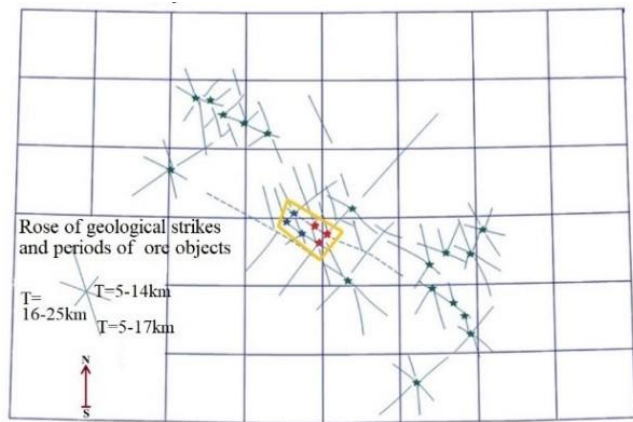 Rose of geological strikes
and periods of ore objects
T=
16-25km
T=5-14km
T=5-17km
N
S